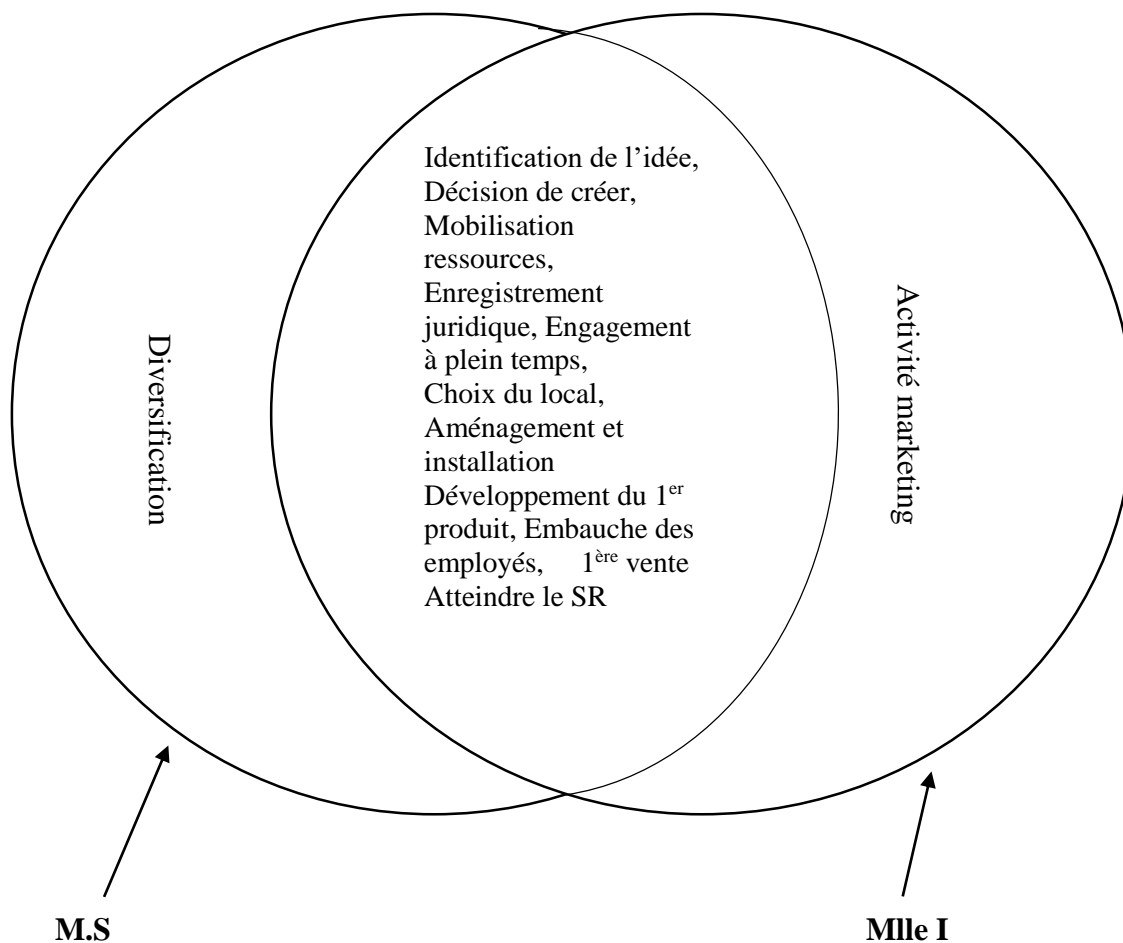 Identification de l’idée,
Décision de créer,
Mobilisation
ressources,
Enregistrement
juridique, Engagement
à plein temps,
Choix du local,
Aménagement et
installation
Développement du 1er
produit, Embauche des
employés, 1ère vente
Atteindre le SR
Diversification
Activité marketing
M.S
Mlle I